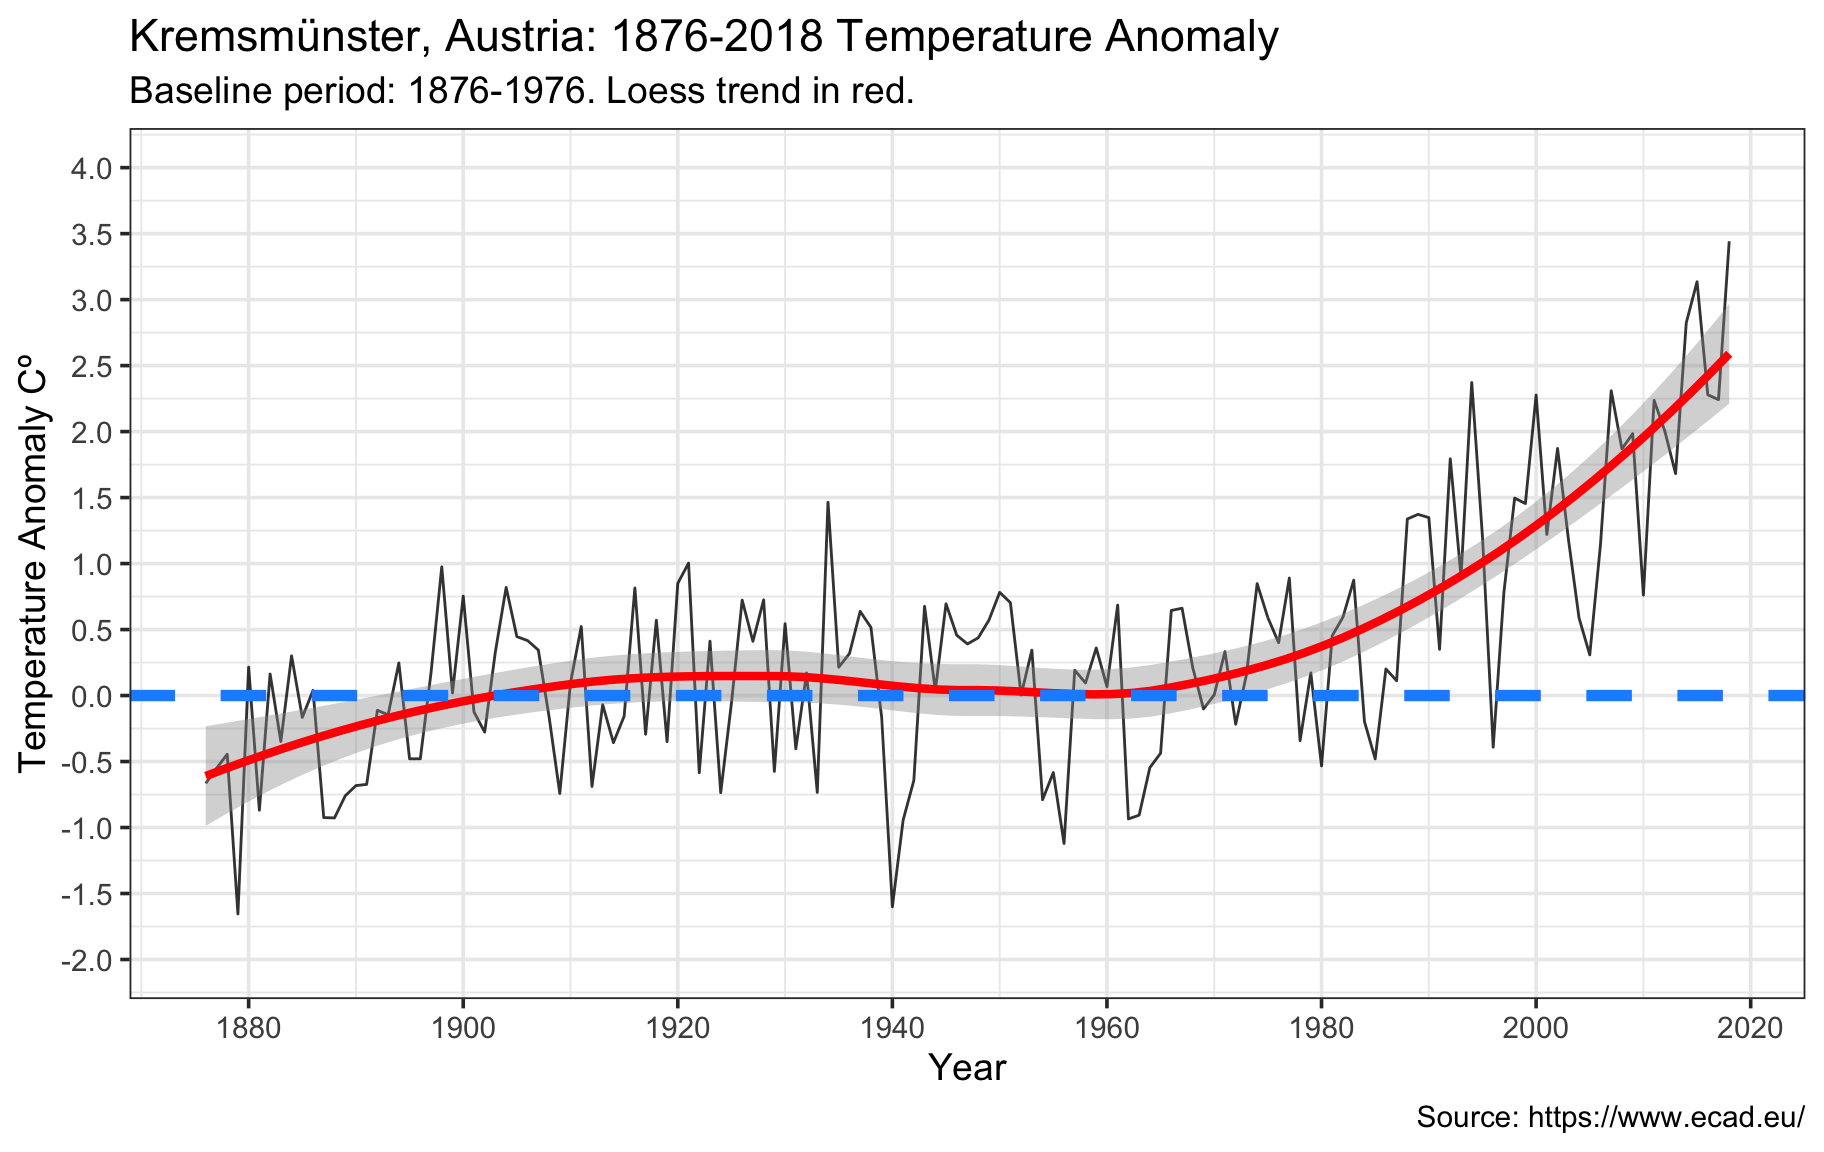 Kremsmünster, Austria: 1876-2018 Temperature Anomaly
Baseline period: 1876-1976. Loess trend in red.
Temperature Anomaly Cº
4.0
3.5
3.0
2.5
2.0
1.5
1.0
0.5
0.0
-0.5
-1.0
-1.5
-2.0
1880 1900 1920 1940 1960 1980 2000 2020
Year
Source: https://www.ecad.eu/